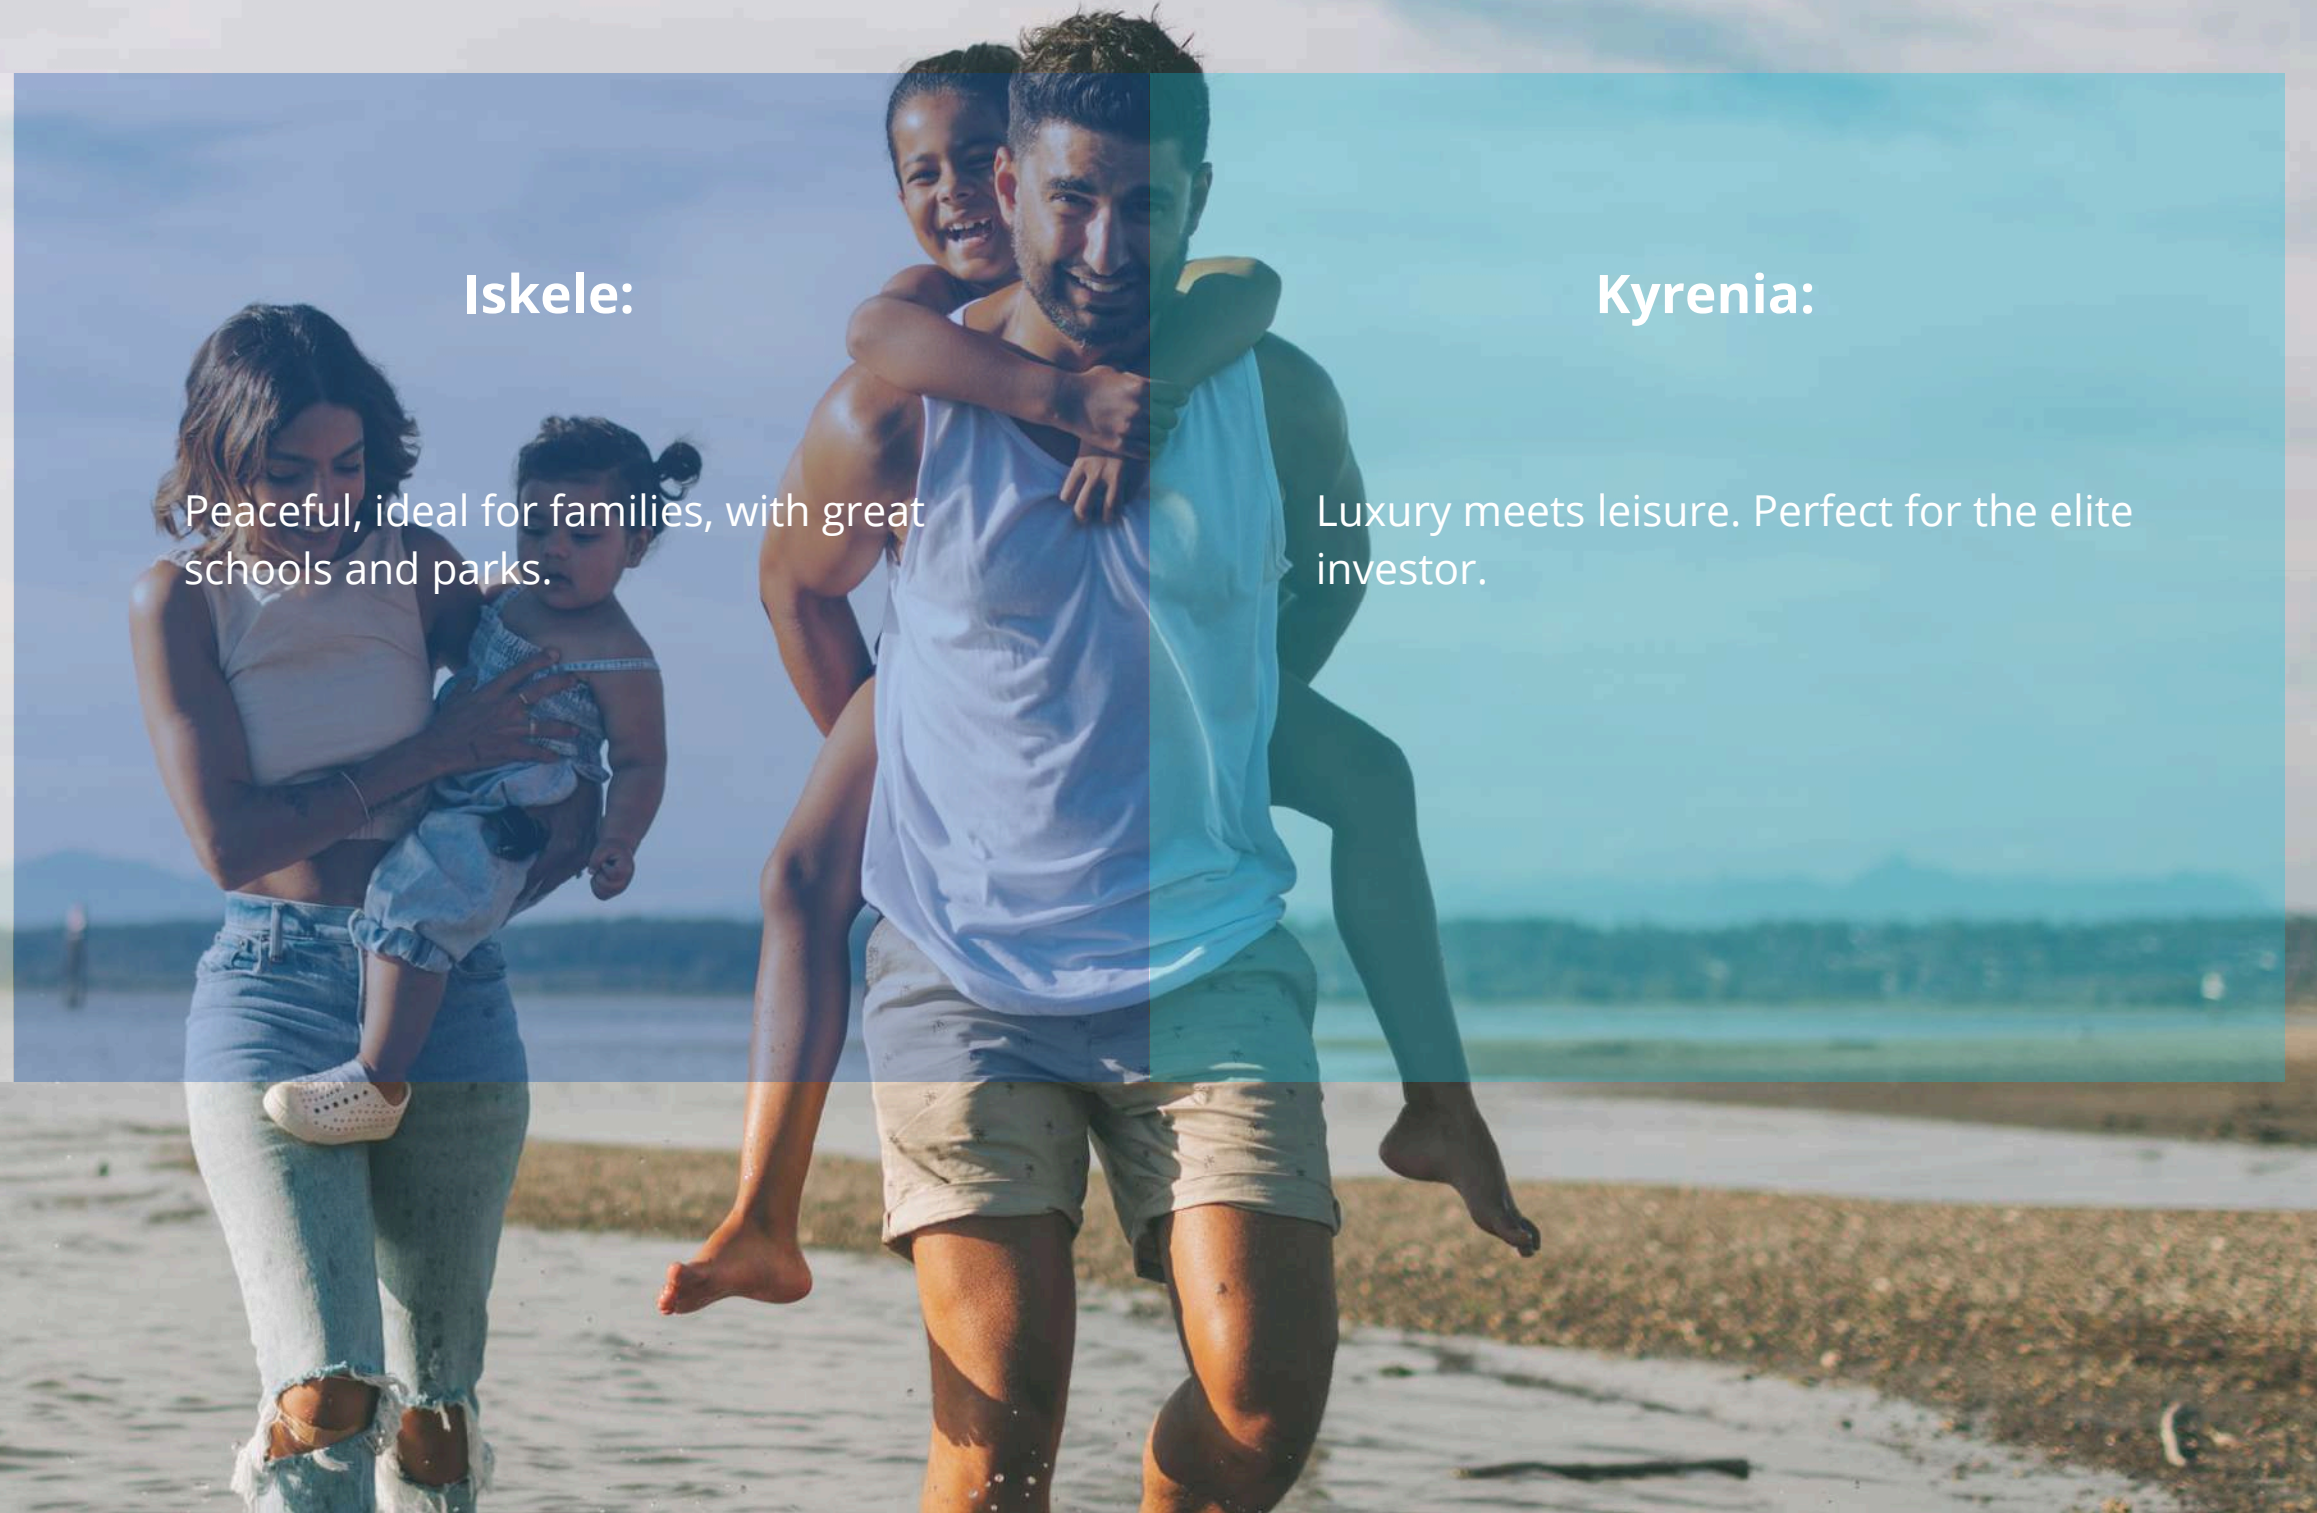 Iskele:
Peaceful, ideal for families, with great
schools and parks.
Kyrenia:
Luxury meets leisure. Perfect for the elite
investor.